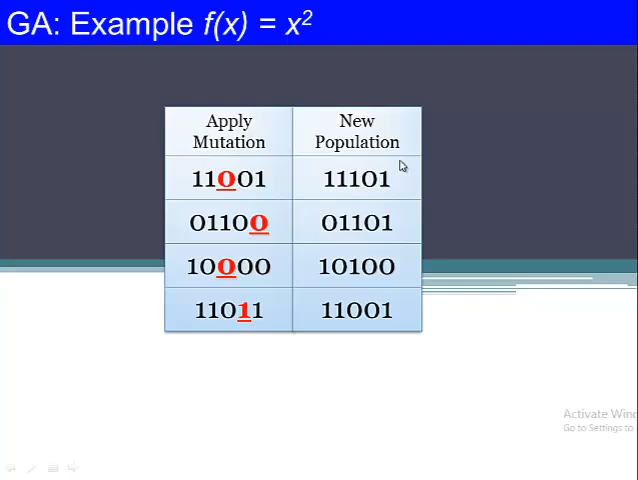 GA: Example f(x) = x²
Apply Mutation
New Population
11001
11101
01100
01101
10000
10100
11011
11001
Activate Wind
Go to Settings to